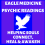 EAGLE MEDICINE
PSYCHIC READINGS
HELPING SOULS
CONNECT,
HEAL & AWAKEN